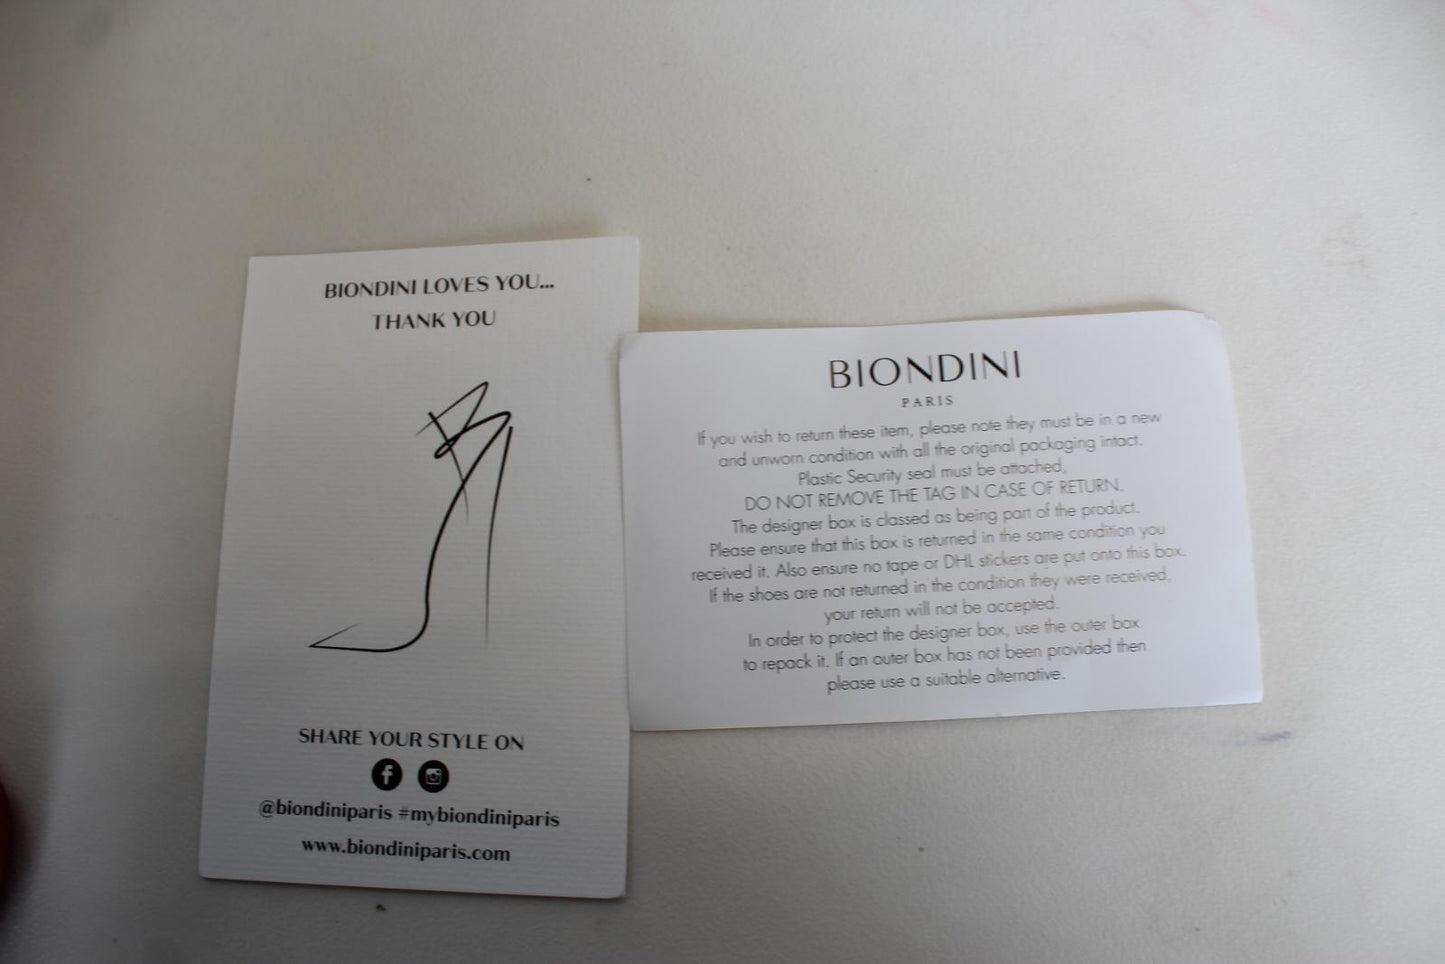 BIONDINI LOVES YOU...
THANK YOU
SHARE YOUR STYLE ON
@biondiniparis #mybiondiniparis
www.biondiniparis.com
BIONDINI
PARIS
If you wish to return these item, please note they must be in a new
and unworn condition with all the original packaging intact.
Plastic Security seal must be attached,
DO NOT REMOVE THE TAG IN CASE OF RETURN.
The designer box is classed as being part of the product.
Please ensure that this box is returned in the same condition you
received it. Also ensure no tape or DHL stickers are put onto this box.
If the shoes are not returned in the condition they were received,
your return will not be accepted.
In order to protect the designer box, use the outer box
to repack it. If an outer box has not been provided then
please use a suitable alternative.